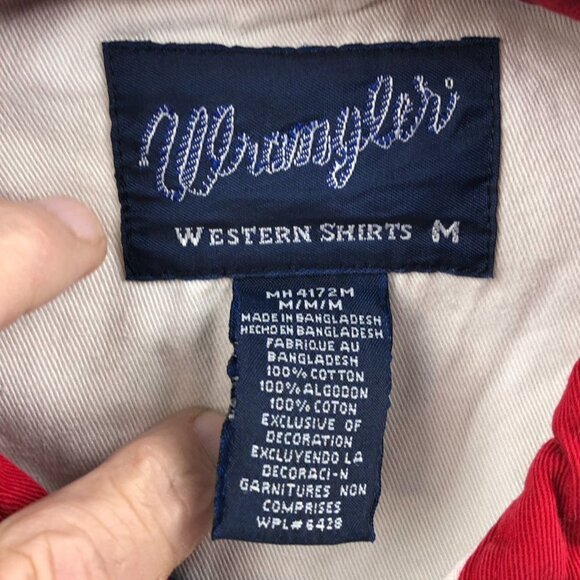 Wrangler®
WESTERN SHIRTS M
MH4172M
M/M/M
MADE IN BANGLADESH
HECHO EN BANGLADESH
FABRIQUE AU
BANGLADESH
100% COTTON
100% ALGODON
100% COTON
EXCLUSIVE OF
DECORATION
EXCLUYENDO LA
DECORACI-N
GARNITURES NON
COMPRISES
WPL#6428